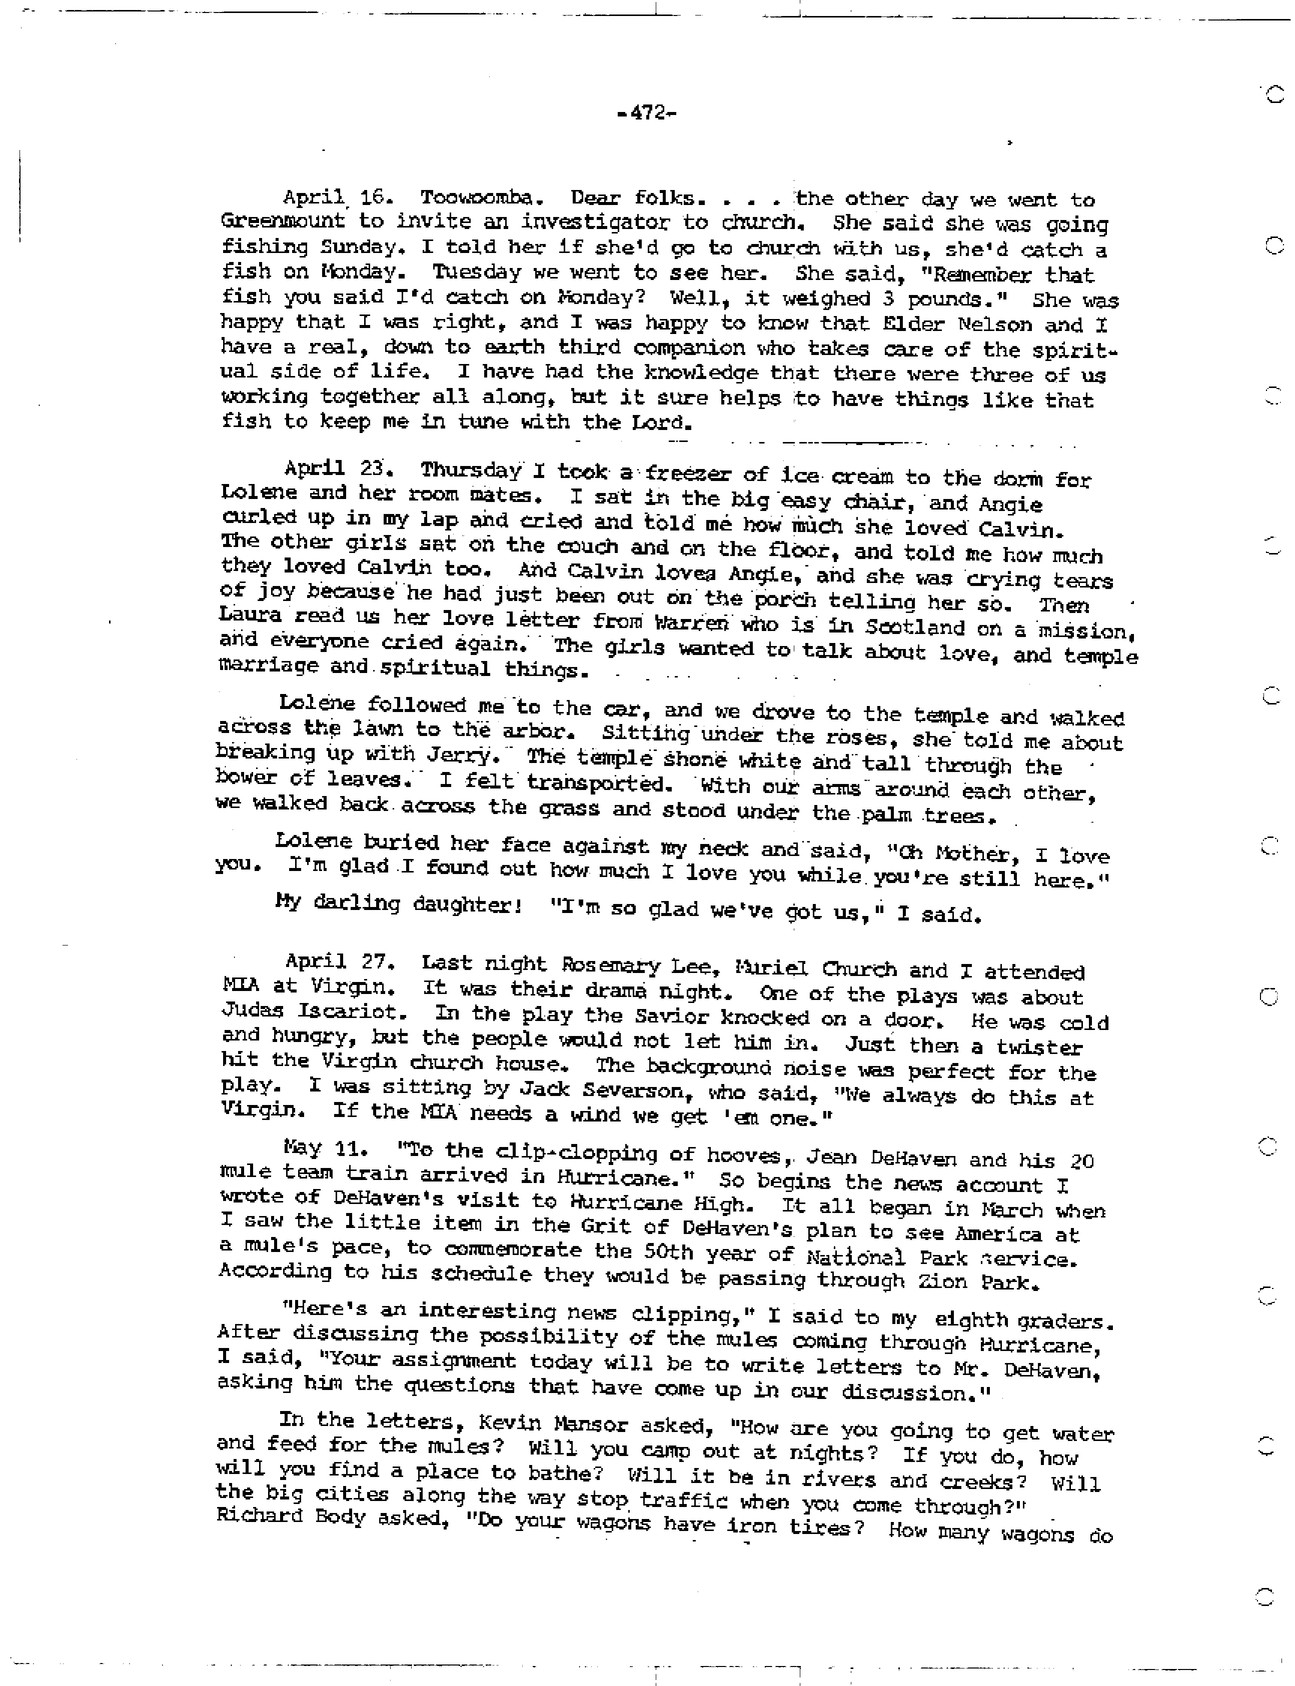 -472-
April 16. Toowoomba. Dear folks. . . . the other day we went to
Greenmount to invite an investigator to church. She said she was going
fishing Sunday. I told her if she'd go to church with us, she'd catch a
fish on Monday. Tuesday we went to see her. She said, "Remember that
fish you said I'd catch on Monday? Well, it weighed 3 pounds." She was
happy that I was right, and I was happy to know that Elder Nelson and I
have a real, down to earth third companion who takes care of the spirit-
ual side of life. I have had the knowledge that there were three of us
working together all along, but it sure helps to have things like that
fish to keep me in tune with the Lord.
April 23. Thursday I took a freezer of ice cream to the dorm for
Lolene and her room mates. I sat in the big easy chair, and Angie
curled up in my lap and cried and told me how much she loved Calvin.
The other girls sat on the couch and on the floor, and told me how much
they loved Calvin too. And Calvin loves Angie, and she was crying tears
of joy because he had just been out on the porch telling her so. Then
Laura read us her love letter from Warren who is in Scotland on a mission,
and everyone cried again. The girls wanted to talk about love, and temple
marriage and spiritual things.
Lolene followed me to the car, and we drove to the temple and walked
across the lawn to the arbor. Sitting under the roses, she told me about
breaking up with Jerry. The temple shone white and tall through the
bower of leaves. I felt transported. With our arms around each other,
we walked back across the grass and stood under the palm trees.
Lolene buried her face against my neck and said, "Oh Mother, I love
you. I'm glad I found out how much I love you while you're still here."
My darling daughter! "I'm so glad we've got us," I said.
April 27. Last night Rosemary Lee, Muriel Church and I attended
MIA at Virgin. It was their drama night. One of the plays was about
Judas Iscariot. In the play the Savior knocked on a door. He was cold
and hungry, but the people would not let him in. Just then a twister
hit the Virgin church house. The background noise was perfect for the
play. I was sitting by Jack Severson, who said, "We always do this at
Virgin. If the MIA needs a wind we get 'em one."
May 11. "To the clip-clopping of hooves, Jean DeHaven and his 20
mule team train arrived in Hurricane." So begins the news account I
wrote of DeHaven's visit to Hurricane High. It all began in March when
I saw the little item in the Grit of DeHaven's plan to see America at
a mule's pace, to commemorate the 50th year of National Park service.
According to his schedule they would be passing through Zion Park.
"Here's an interesting news clipping," I said to my eighth graders.
After discussing the possibility of the mules coming through Hurricane,
I said, "Your assignment today will be to write letters to Mr. DeHaven,
asking him the questions that have come up in our discussion."
In the letters, Kevin Mansor asked, "How are you going to get water
and feed for the mules? Will you camp out at nights? If you do, how
will you find a place to bathe? Will it be in rivers and creeks? Will
the big cities along the way stop traffic when you come through?"
Richard Body asked, "Do your wagons have iron tires? How many wagons do